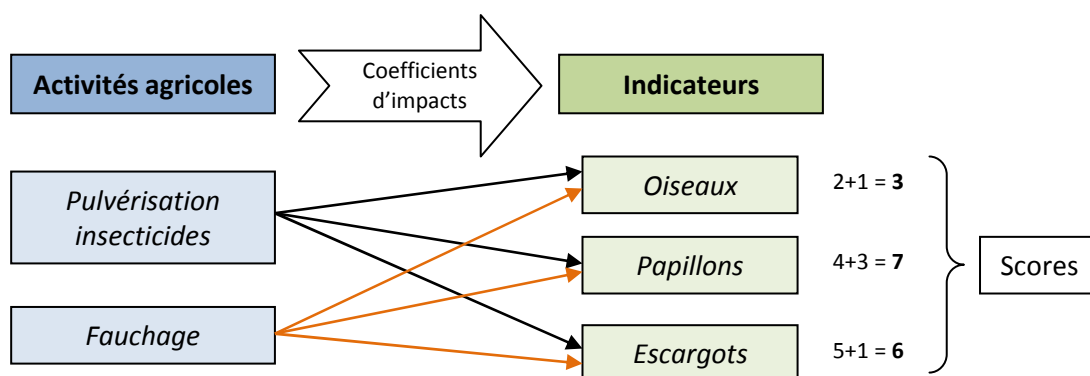 Activités agricoles
Coefficients
d’impacts
Indicateurs
Pulvérisation
insecticides
Oiseaux
2+1 = 3
Papillons
4+3 = 7
Scores
Fauchage
Escargots
5+1 = 6